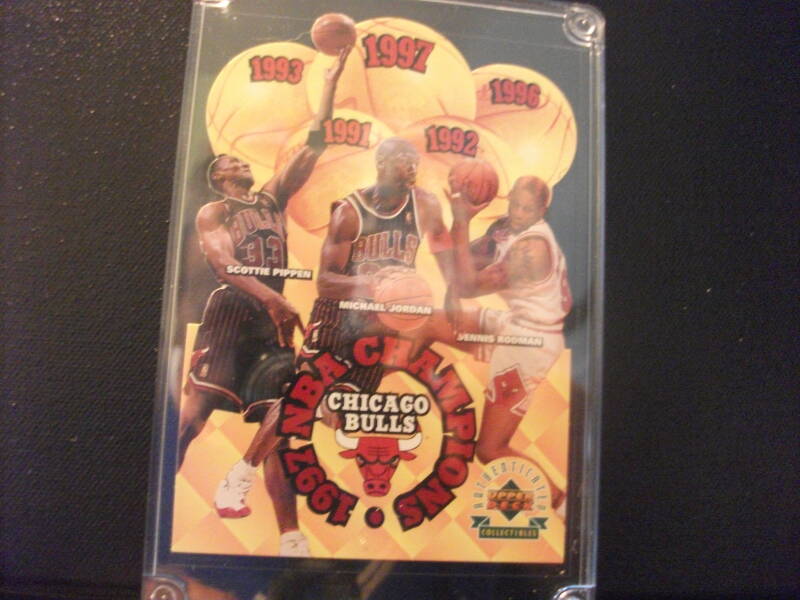 1997
1993
1996
1991
1992
BULLS
33
BULLS
SCOTTIE PIPPEN
MICHAEL JORDAN
DENNIS RODMAN
1997 NBA CHAMPIONS
CHICAGO
BULLS
AUTHENTICATED
UPPER
DECK
COLLECTIBLES